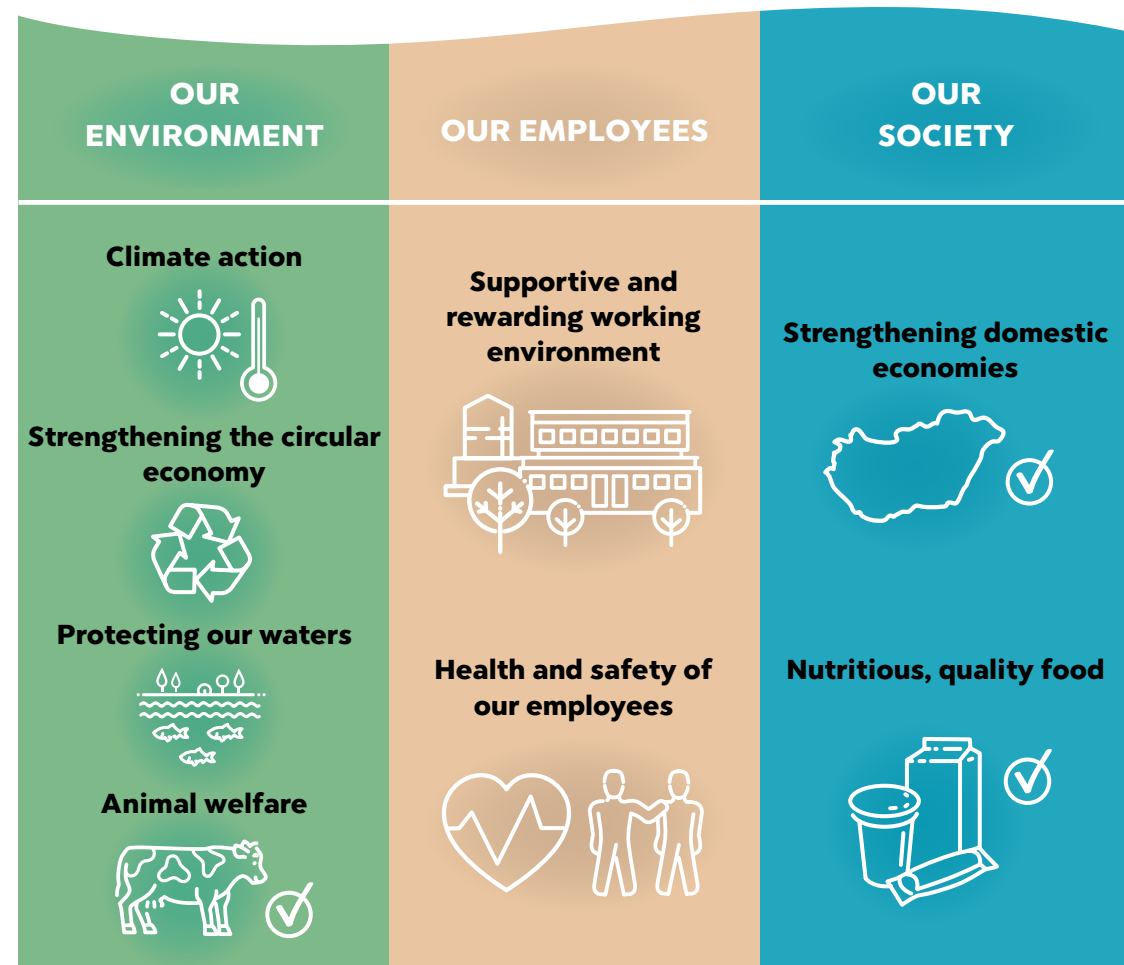 OUR
ENVIRONMENT
Climate action
Strengthening the circular
economy
Protecting our waters
Animal welfare
OUR EMPLOYEES
Supportive and
rewarding working
environment
Health and safety of
our employees
OUR
SOCIETY
Strengthening domestic
economies
Nutritious, quality food